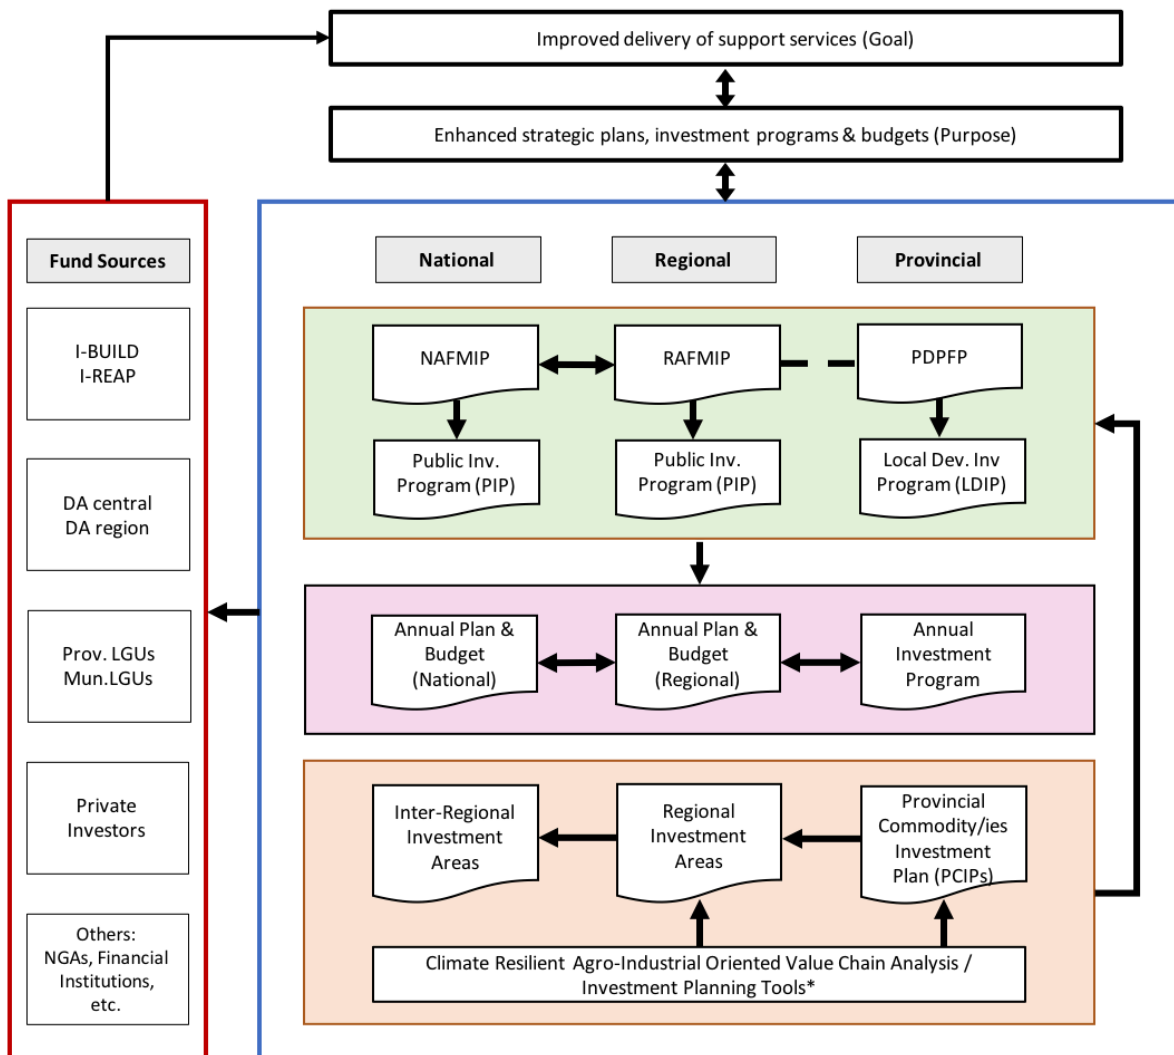 Improved delivery of support services (Goal)
Enhanced strategic plans, investment programs & budgets (Purpose)
Fund Sources
I-BUILD
I-REAP
DA central
DA region
Prov. LGUs
Mun.LGUs
Private
Investors
Others:
NGAs, Financial
Institutions,
etc.
National
Regional
Provincial
NAFMIP
RAFMIP
PDPFP
Public Inv.
Program (PIP)
Public Inv.
Program (PIP)
Local Dev. Inv
Program (LDIP)
Annual Plan &
Budget
(National)
Annual Plan &
Budget
(Regional)
Annual
Investment
Program
Inter-Regional
Investment
Areas
Regional
Investment
Areas
Provincial
Commodity/ies
Investment
Plan (PCIPs)
Climate Resilient Agro-Industrial Oriented Value Chain Analysis /
Investment Planning Tools*